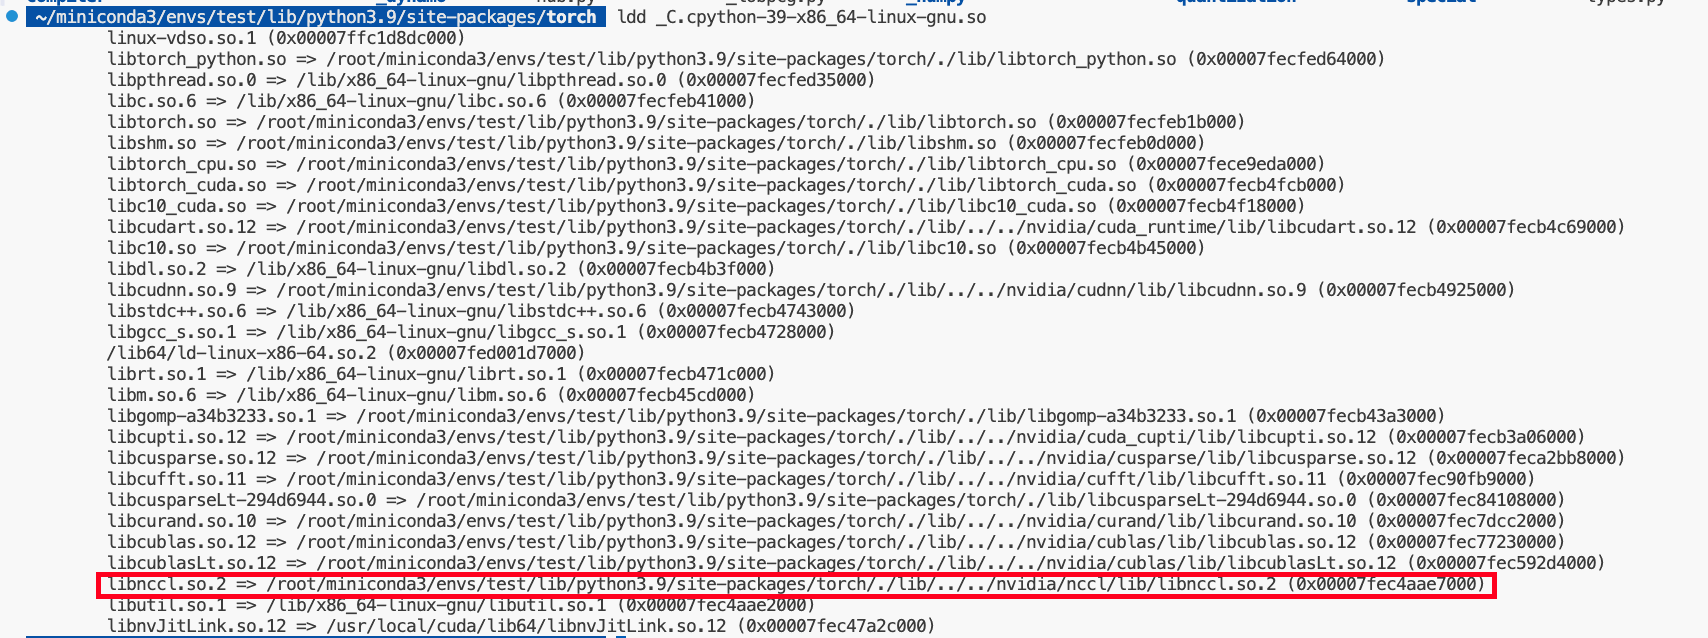 ~/miniconda3/envs/test/lib/python3.9/site-packages/torch ldd _C.cpython-39-x86_64-linux-gnu.so
linux-vdso.so.1 (0x00007ffc1d8dc000)
libtorch_python.so => /root/miniconda3/envs/test/lib/python3.9/site-packages/torch/./lib/libtorch_python.so (0x00007fecfed64000)
libpthread.so.0 => /lib/x86_64-linux-gnu/libpthread.so.0 (0x00007fecfed35000)
libc.so.6 => /lib/x86_64-linux-gnu/libc.so.6 (0x00007fecfeb41000)
libtorch.so => /root/miniconda3/envs/test/lib/python3.9/site-packages/torch/./lib/libtorch.so (0x00007fecfeb1b000)
libshm.so => /root/miniconda3/envs/test/lib/python3.9/site-packages/torch/./lib/libshm.so (0x00007fecfeb0d000)
libtorch_cpu.so => /root/miniconda3/envs/test/lib/python3.9/site-packages/torch/./lib/libtorch_cpu.so (0x00007fece9eda000)
libtorch_cuda.so => /root/miniconda3/envs/test/lib/python3.9/site-packages/torch/./lib/libtorch_cuda.so (0x00007fecb4fcb000)
libc10_cuda.so => /root/miniconda3/envs/test/lib/python3.9/site-packages/torch/./lib/libc10_cuda.so (0x00007fecb4f18000)
libcudart.so.12 => /root/miniconda3/envs/test/lib/python3.9/site-packages/torch/./lib/../../nvidia/cuda_runtime/lib/libcudart.so.12 (0x00007fecb4c69000)
libc10.so => /root/miniconda3/envs/test/lib/python3.9/site-packages/torch/./lib/libc10.so (0x00007fecb4b45000)
libdl.so.2 => /lib/x86_64-linux-gnu/libdl.so.2 (0x00007fecb4b3f000)
libcudnn.so.9 => /root/miniconda3/envs/test/lib/python3.9/site-packages/torch/./lib/../../nvidia/cudnn/lib/libcudnn.so.9 (0x00007fecb4925000)
libstdc++.so.6 => /lib/x86_64-linux-gnu/libstdc++.so.6 (0x00007fecb4743000)
libgcc_s.so.1 => /lib/x86_64-linux-gnu/libgcc_s.so.1 (0x00007fecb4728000)
/lib64/ld-linux-x86-64.so.2 (0x00007fed001d7000)
librt.so.1 => /lib/x86_64-linux-gnu/librt.so.1 (0x00007fecb471c000)
libm.so.6 => /lib/x86_64-linux-gnu/libm.so.6 (0x00007fecb45cd000)
libgomp-a34b3233.so.1 => /root/miniconda3/envs/test/lib/python3.9/site-packages/torch/./lib/libgomp-a34b3233.so.1 (0x00007fecb43a3000)
libcupti.so.12 => /root/miniconda3/envs/test/lib/python3.9/site-packages/torch/./lib/../../nvidia/cuda_cupti/lib/libcupti.so.12 (0x00007fecb3a06000)
libcusparse.so.12 => /root/miniconda3/envs/test/lib/python3.9/site-packages/torch/./lib/../../nvidia/cusparse/lib/libcusparse.so.12 (0x00007feca2bb8000)
libcufft.so.11 => /root/miniconda3/envs/test/lib/python3.9/site-packages/torch/./lib/../../nvidia/cufft/lib/libcufft.so.11 (0x00007fec90fb9000)
libcusparseLt-294d6944.so.0 => /root/miniconda3/envs/test/lib/python3.9/site-packages/torch/./lib/libcusparseLt-294d6944.so.0 (0x00007fec84108000)
libcurand.so.10 => /root/miniconda3/envs/test/lib/python3.9/site-packages/torch/./lib/../../nvidia/curand/lib/libcurand.so.10 (0x00007fec7dcc2000)
libcublas.so.12 => /root/miniconda3/envs/test/lib/python3.9/site-packages/torch/./lib/../../nvidia/cublas/lib/libcublas.so.12 (0x00007fec77230000)
libcublasLt.so.12 => /root/miniconda3/envs/test/lib/python3.9/site-packages/torch/./lib/../../nvidia/cublas/lib/libcublasLt.so.12 (0x00007fec592d4000)
libnccl.so.2 => /root/miniconda3/envs/test/lib/python3.9/site-packages/torch/./lib/../../nvidia/nccl/lib/libnccl.so.2 (0x00007fec4aae7000)
libutil.so.1 => /lib/x86_64-linux-gnu/libutil.so.1 (0x00007fec4aae2000)
libnvJitLink.so.12 => /usr/local/cuda/lib64/libnvJitLink.so.12 (0x00007fec47a2c000)